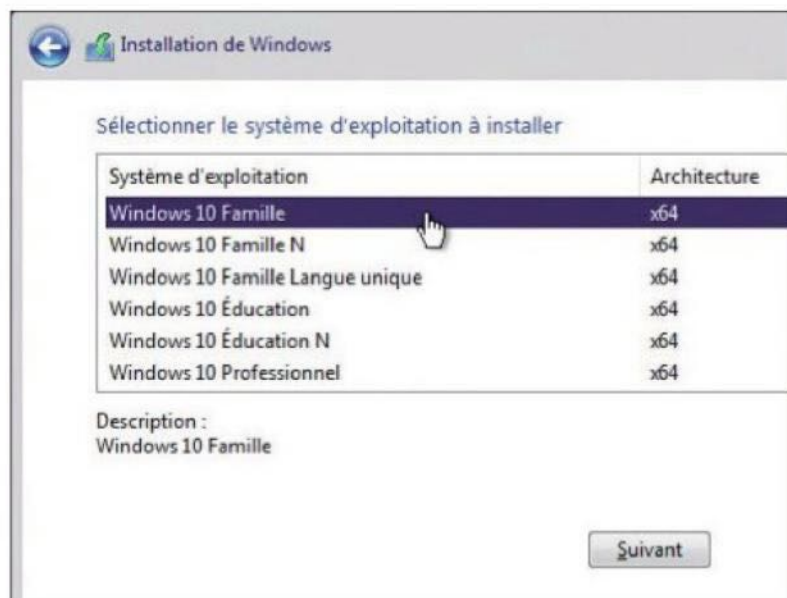 Installation de Windows
Sélectionner le système d'exploitation à installer
Système d'exploitation Architecture
Windows 10 Famille x64
Windows 10 Famille N x64
Windows 10 Famille Langue unique x64
Windows 10 Éducation x64
Windows 10 Éducation N x64
Windows 10 Professionnel x64
Description :
Windows 10 Famille
Suivant